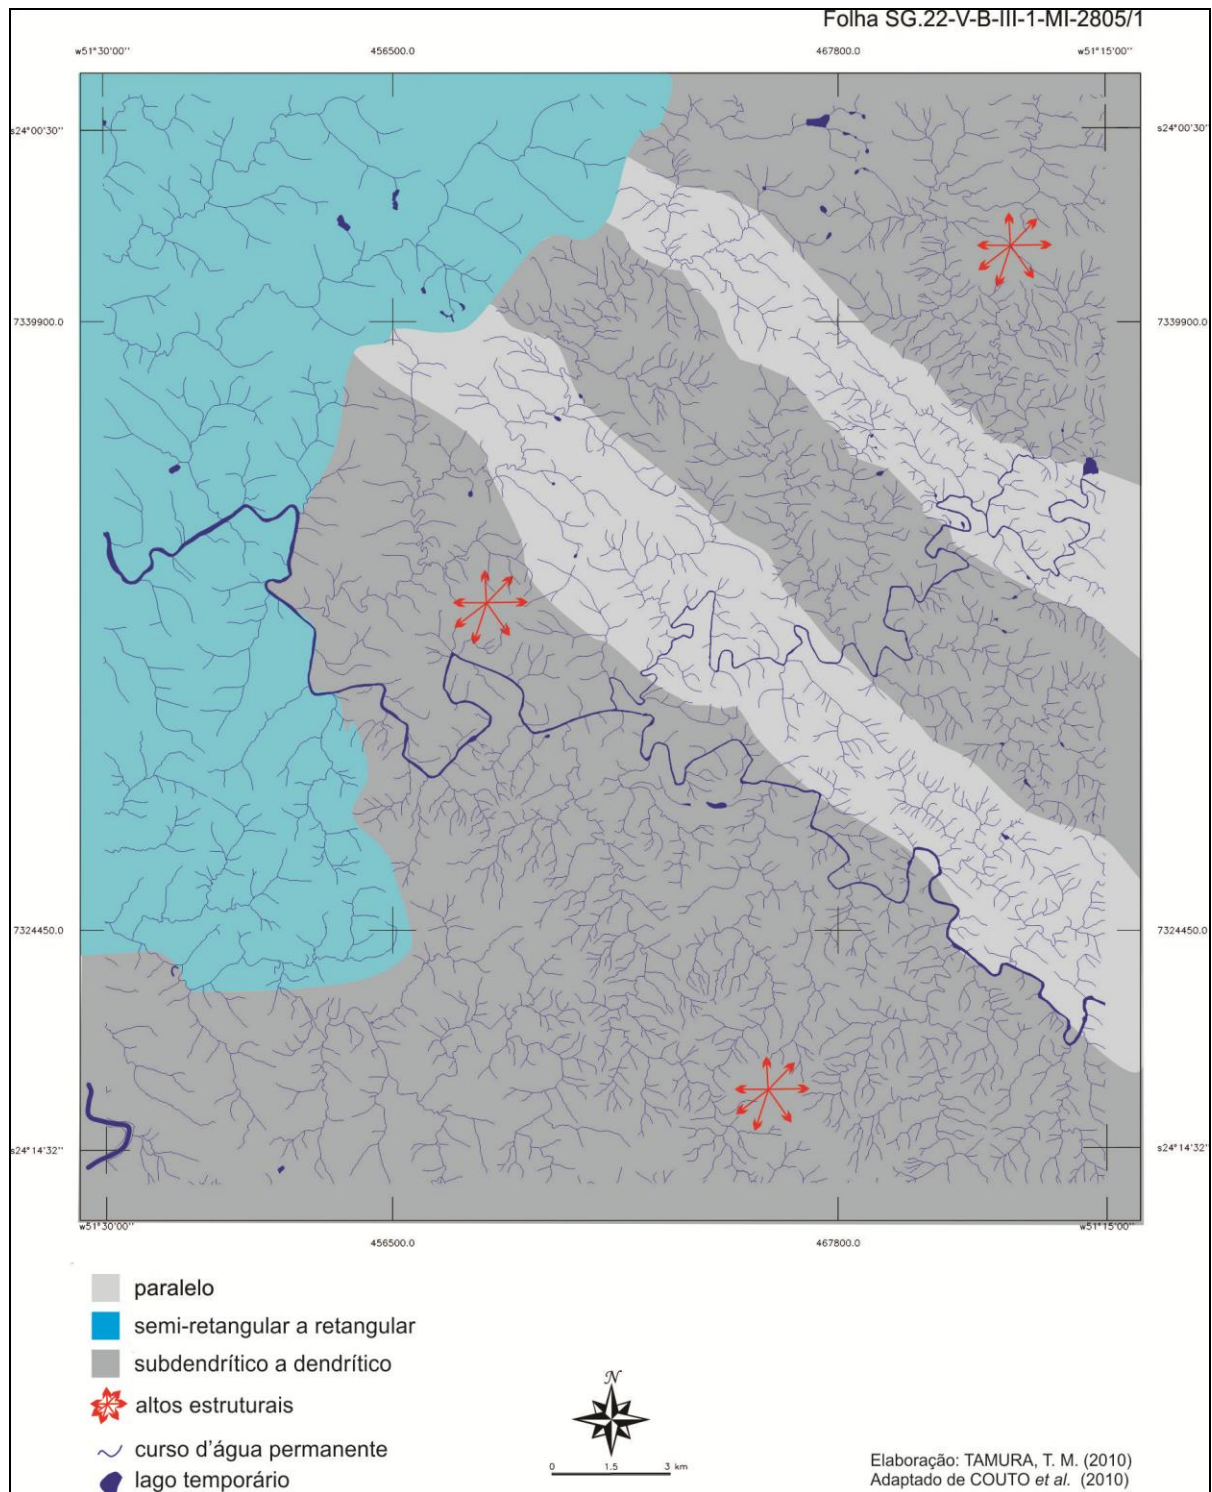 Folha SG.22-V-B-III-1-MI-2805/1
w51°30'00'' 456500.0 467800.0 w51°15'00''
s24°00'30'' s24°00'30''
7339900.0 7339900.0
7324450.0 7324450.0
s24°14'32'' s24°14'32''
w51°30'00'' w51°15'00''
456500.0 467800.0
paralelo
semi-retangular a retangular
subdendrítico a dendrítico
altos estruturais
curso d'água permanente
lago temporário
N
0 1.5 3 km
Elaboração: TAMURA, T. M. (2010)
Adaptado de COUTO et al. (2010)